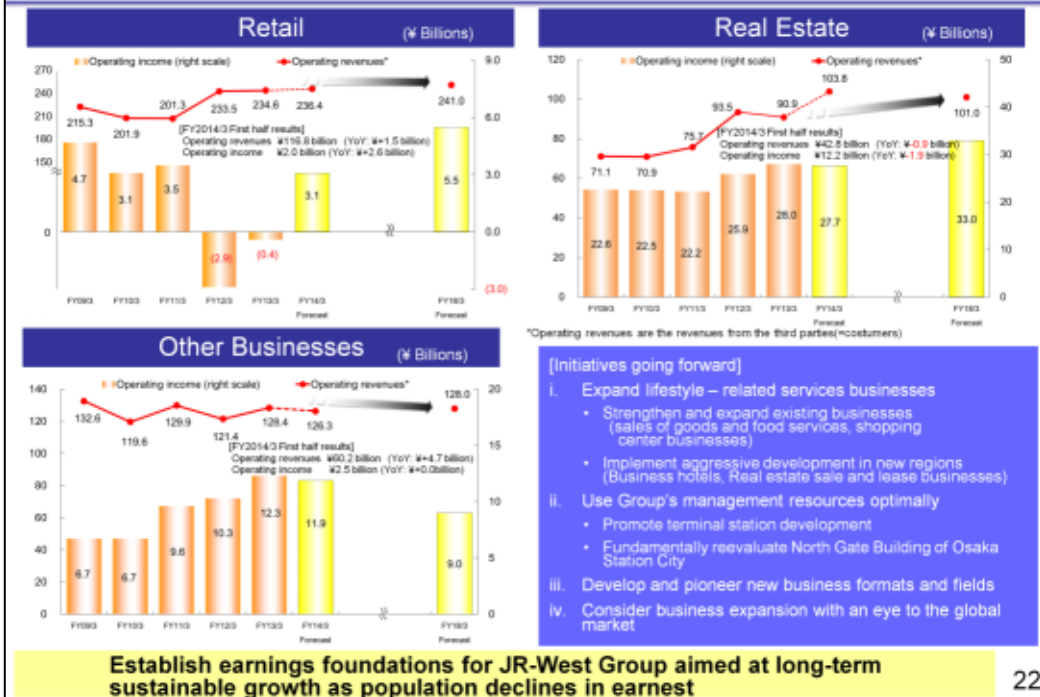 Retail (¥ Billions)
Operating income (right scale) Operating revenues*
270
240
210
180
150
0
9.0
6.0
3.0
0.0
(3.0)
215.3
201.9
201.3
233.5
234.6
236.4
241.0
[FY2014/3 First half results]
Operating revenues ¥116.8 billion (YoY: ¥+1.5 billion)
Operating income ¥2.0 billion (YoY: ¥+2.6 billion)
4.7
3.1
3.5
(2.9)
(0.4)
3.1
5.5
FY09/3 FY10/3 FY11/3 FY12/3 FY13/3 FY14/3 FY18/3
Forecast Forecast
Real Estate (¥ Billions)
Operating income (right scale) Operating revenues*
120
100
80
60
40
20
0
50
40
30
20
10
0
71.1
70.9
75.7
93.5
90.9
103.8
101.0
[FY2014/3 First half results]
Operating revenues ¥42.8 billion (YoY: ¥-0.9 billion)
Operating income ¥12.2 billion (YoY: ¥-1.9 billion)
22.6
22.5
22.2
25.9
28.0
27.7
33.0
FY09/3 FY10/3 FY11/3 FY12/3 FY13/3 FY14/3 FY18/3
Forecast Forecast
*Operating revenues are the revenues from the third parties(=costumers)
Other Businesses (¥ Billions)
Operating income (right scale) Operating revenues*
140
120
100
80
60
40
20
0
20
15
10
5
0
132.6
119.6
129.9
121.4
128.4
126.3
128.0
[FY2014/3 First half results]
Operating revenues ¥60.2 billion (YoY: ¥+4.7 billion)
Operating income ¥2.5 billion (YoY: ¥+0.0billion)
6.7
6.7
9.6
10.3
12.3
11.9
9.0
FY09/3 FY10/3 FY11/3 FY12/3 FY13/3 FY14/3 FY18/3
Forecast Forecast
[Initiatives going forward]
i. Expand lifestyle – related services businesses
• Strengthen and expand existing businesses
(sales of goods and food services, shopping
center businesses)
• Implement aggressive development in new regions
(Business hotels, Real estate sale and lease businesses)
ii. Use Group's management resources optimally
• Promote terminal station development
• Fundamentally reevaluate North Gate Building of Osaka
Station City
iii. Develop and pioneer new business formats and fields
iv. Consider business expansion with an eye to the global
market
Establish earnings foundations for JR-West Group aimed at long-term
sustainable growth as population declines in earnest
22